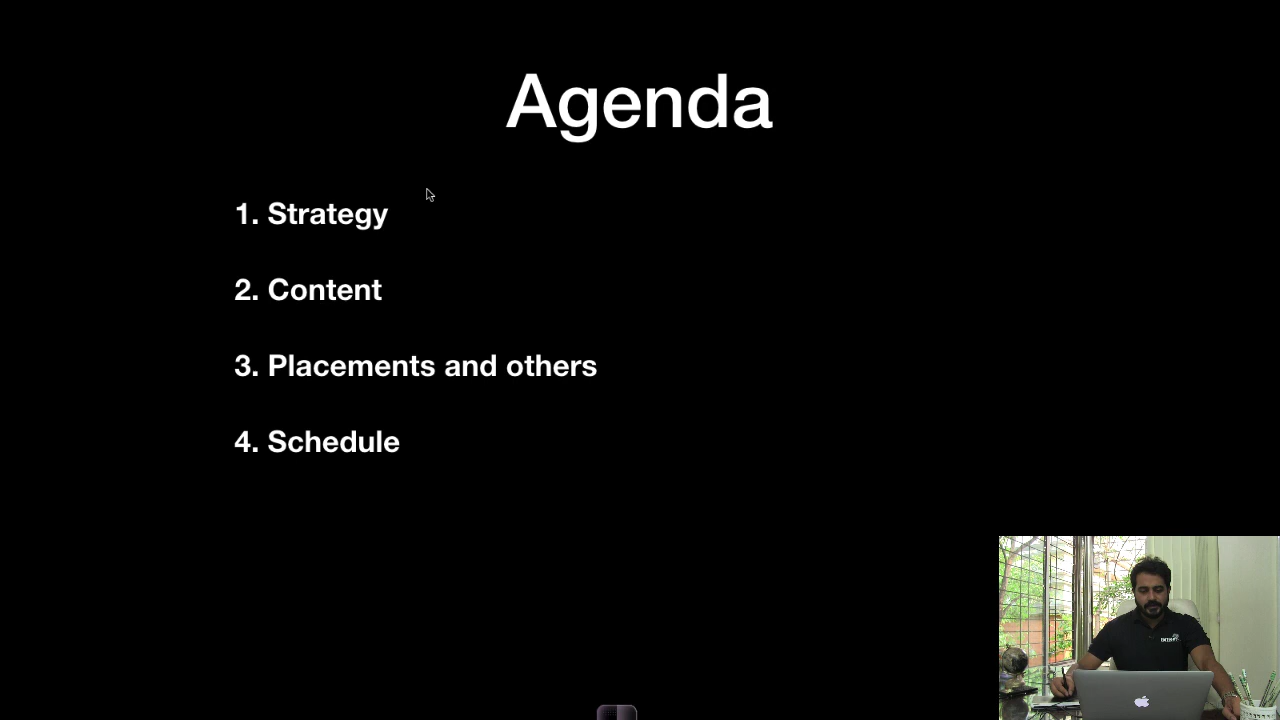 Agenda
1. Strategy
2. Content
3. Placements and others
4. Schedule